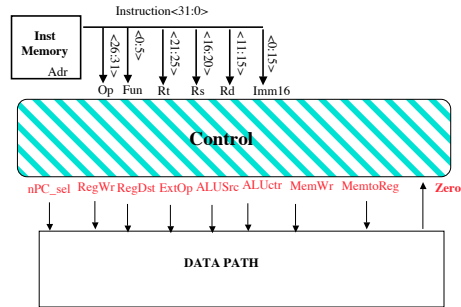 Instruction<31:0>
Inst
Memory
Adr
<26:31>
<0:5>
<21:25>
<16:20>
<11:15>
<0:15>
Op Fun Rt Rs Rd Imm16
Control
nPC_sel RegWr RegDst ExtOp ALUSrc ALUctr MemWr MemtoReg Zero
DATA PATH